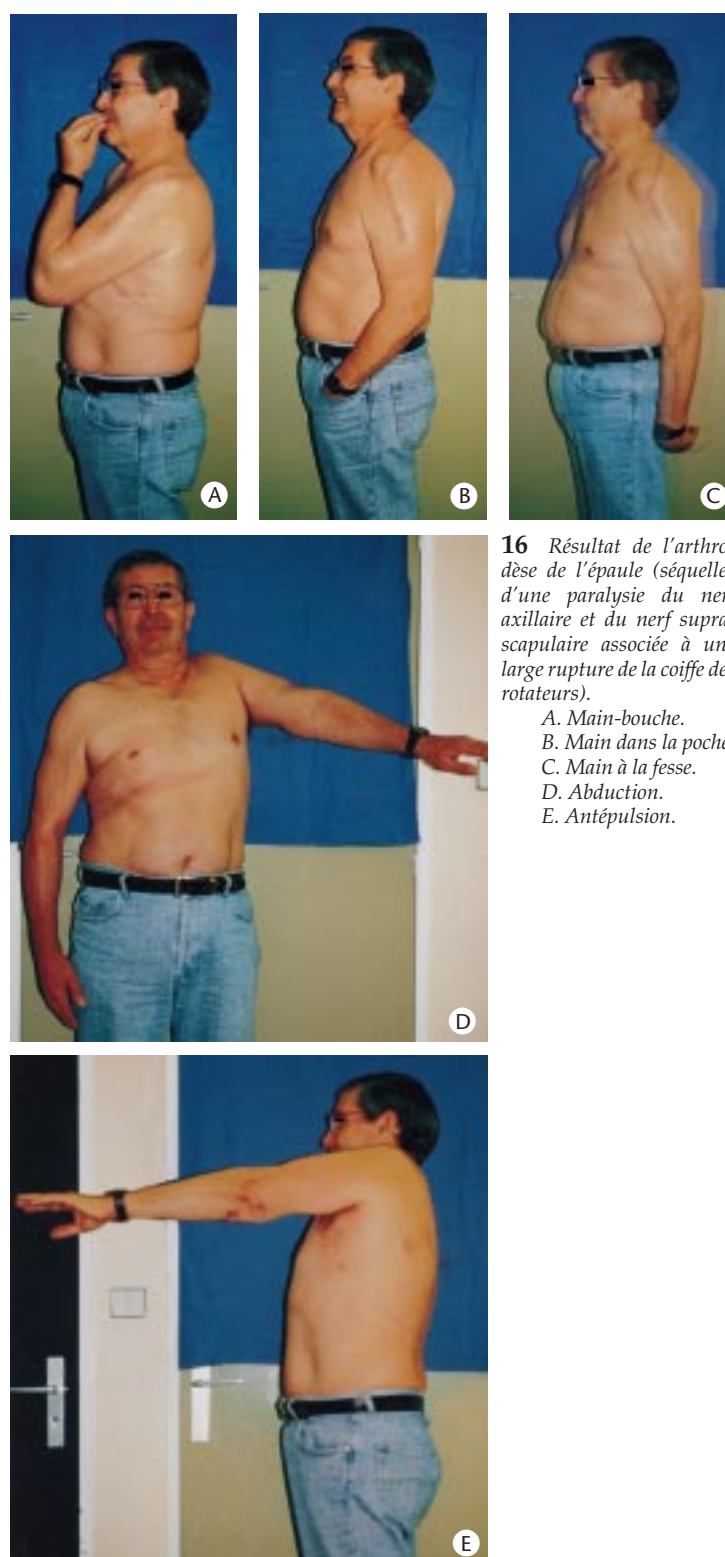 A
B
C
16 Résultat de l'arthro
dèse de l'épaule (séquelle
d'une paralysie du ner
axillaire et du nerf supra
scapulaire associée à un
large rupture de la coiffe de
rotateurs).
A. Main-bouche.
B. Main dans la poche
C. Main à la fesse.
D. Abduction.
E. Antépulsion.
D
E